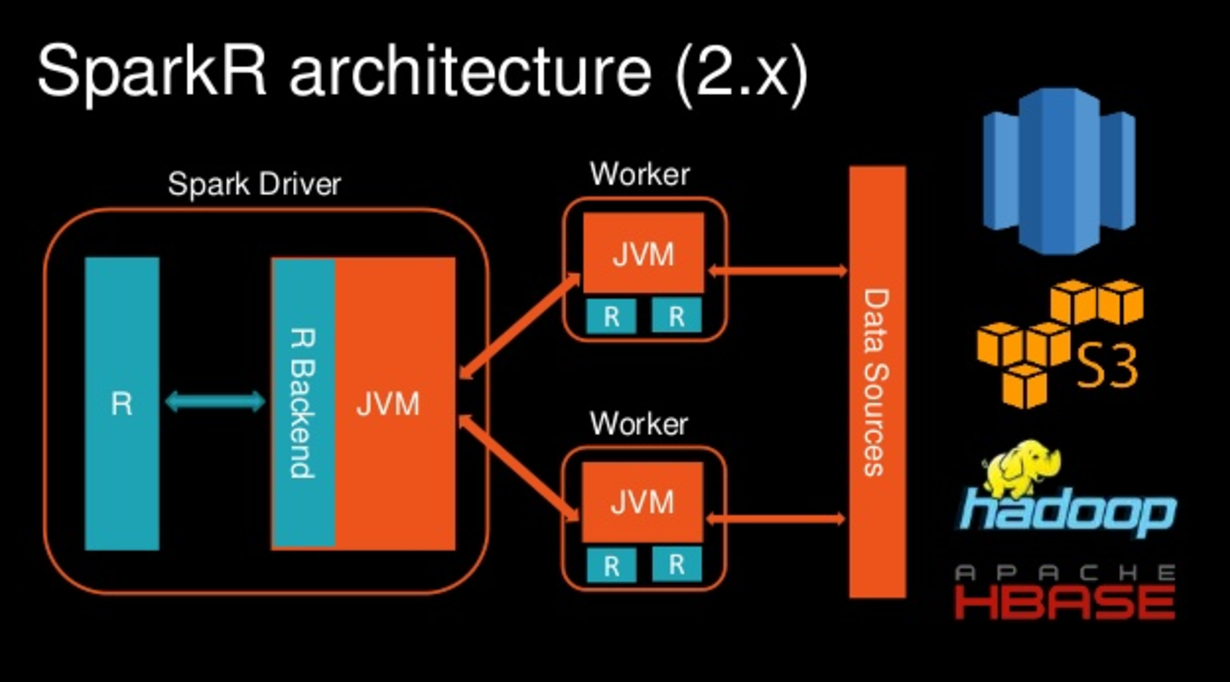 SparkR architecture (2.x)
Spark Driver
R
R Backend
JVM
Worker
JVM
R R
Worker
JVM
R R
Data Sources
S3
hadoop
APACHE
HBASE